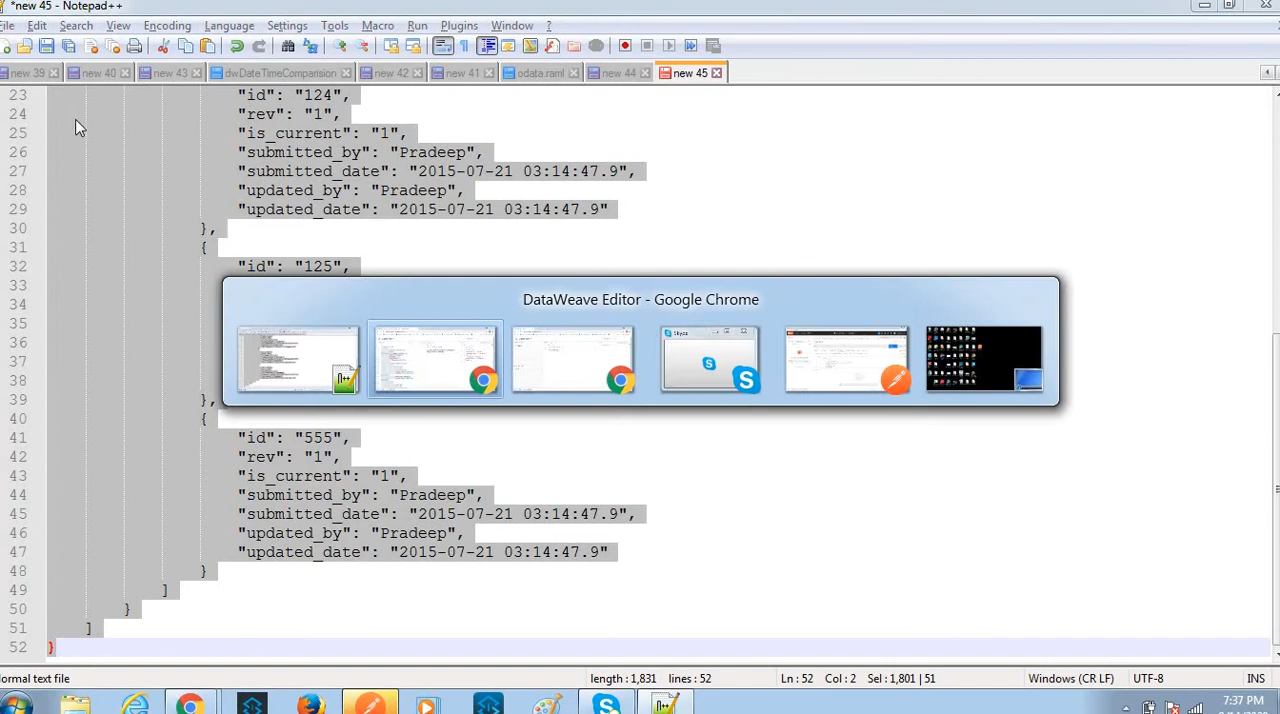 *new 45 - Notepad++
File Edit Search View Encoding Language Settings Tools Macro Run Plugins Window ?
new 39 new 40 new 43 dwDateTimeComparision new 42 new 41 odata.raml new 44 new 45
23 "id": "124",
24 "rev": "1",
25 "is_current": "1",
26 "submitted_by": "Pradeep",
27 "submitted_date": "2015-07-21 03:14:47.9",
28 "updated_by": "Pradeep",
29 "updated_date": "2015-07-21 03:14:47.9"
30 },
31 {
32 "id": "125",
33
DataWeave Editor - Google Chrome
34
35
36
37
38
39 },
40 {
41 "id": "555",
42 "rev": "1",
43 "is_current": "1",
44 "submitted_by": "Pradeep",
45 "submitted_date": "2015-07-21 03:14:47.9",
46 "updated_by": "Pradeep",
47 "updated_date": "2015-07-21 03:14:47.9"
48 }
49 ]
50 }
51 ]
52 }
ormal text file length : 1,831 lines : 52 Ln : 52 Col : 2 Sel : 1,801 | 51 Windows (CR LF) UTF-8 INS
7:37 PM